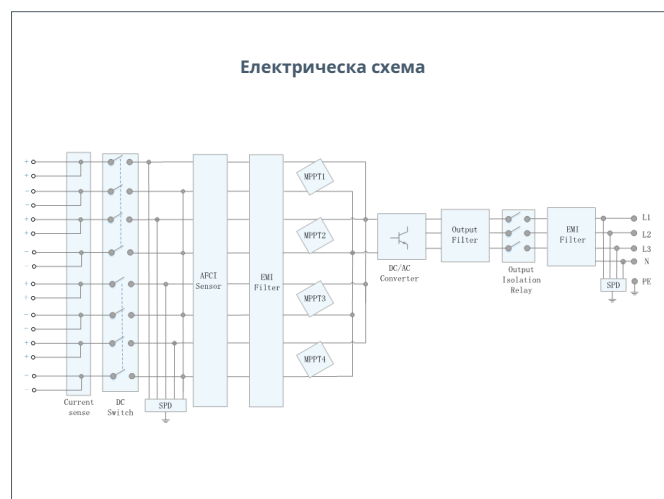 Електрическа схема
+
+
−
−
+
+
−
−
+
+
−
−
+
+
−
−
Current
sense
DC
Switch
SPD
AFCI
Sensor
EMI
Filter
MPPT1
MPPT2
MPPT3
MPPT4
DC/AC
Converter
Output
Filter
Output
Isolation
Relay
EMI
Filter
SPD
L1
L2
L3
N
PE